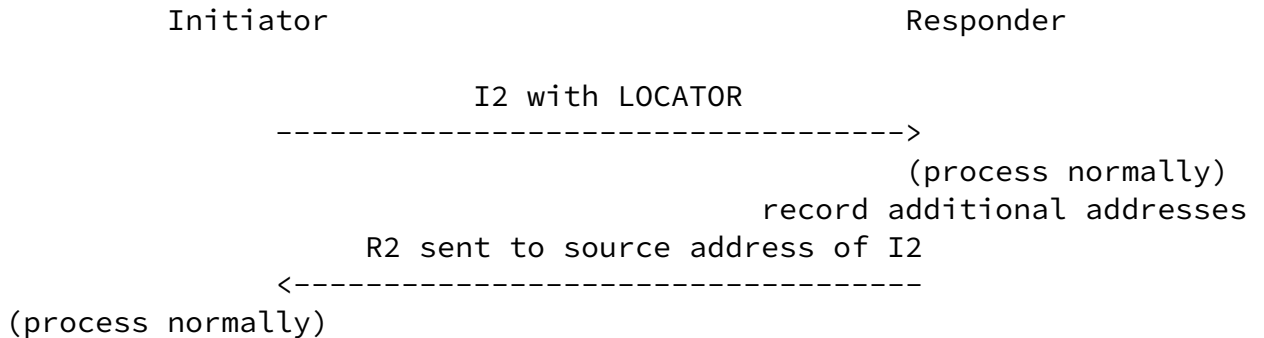 Initiator                                Responder
I2 with LOCATOR
----------------------------------->
(process normally)
record additional addresses
R2 sent to source address of I2
<-----------------------------------
(process normally)